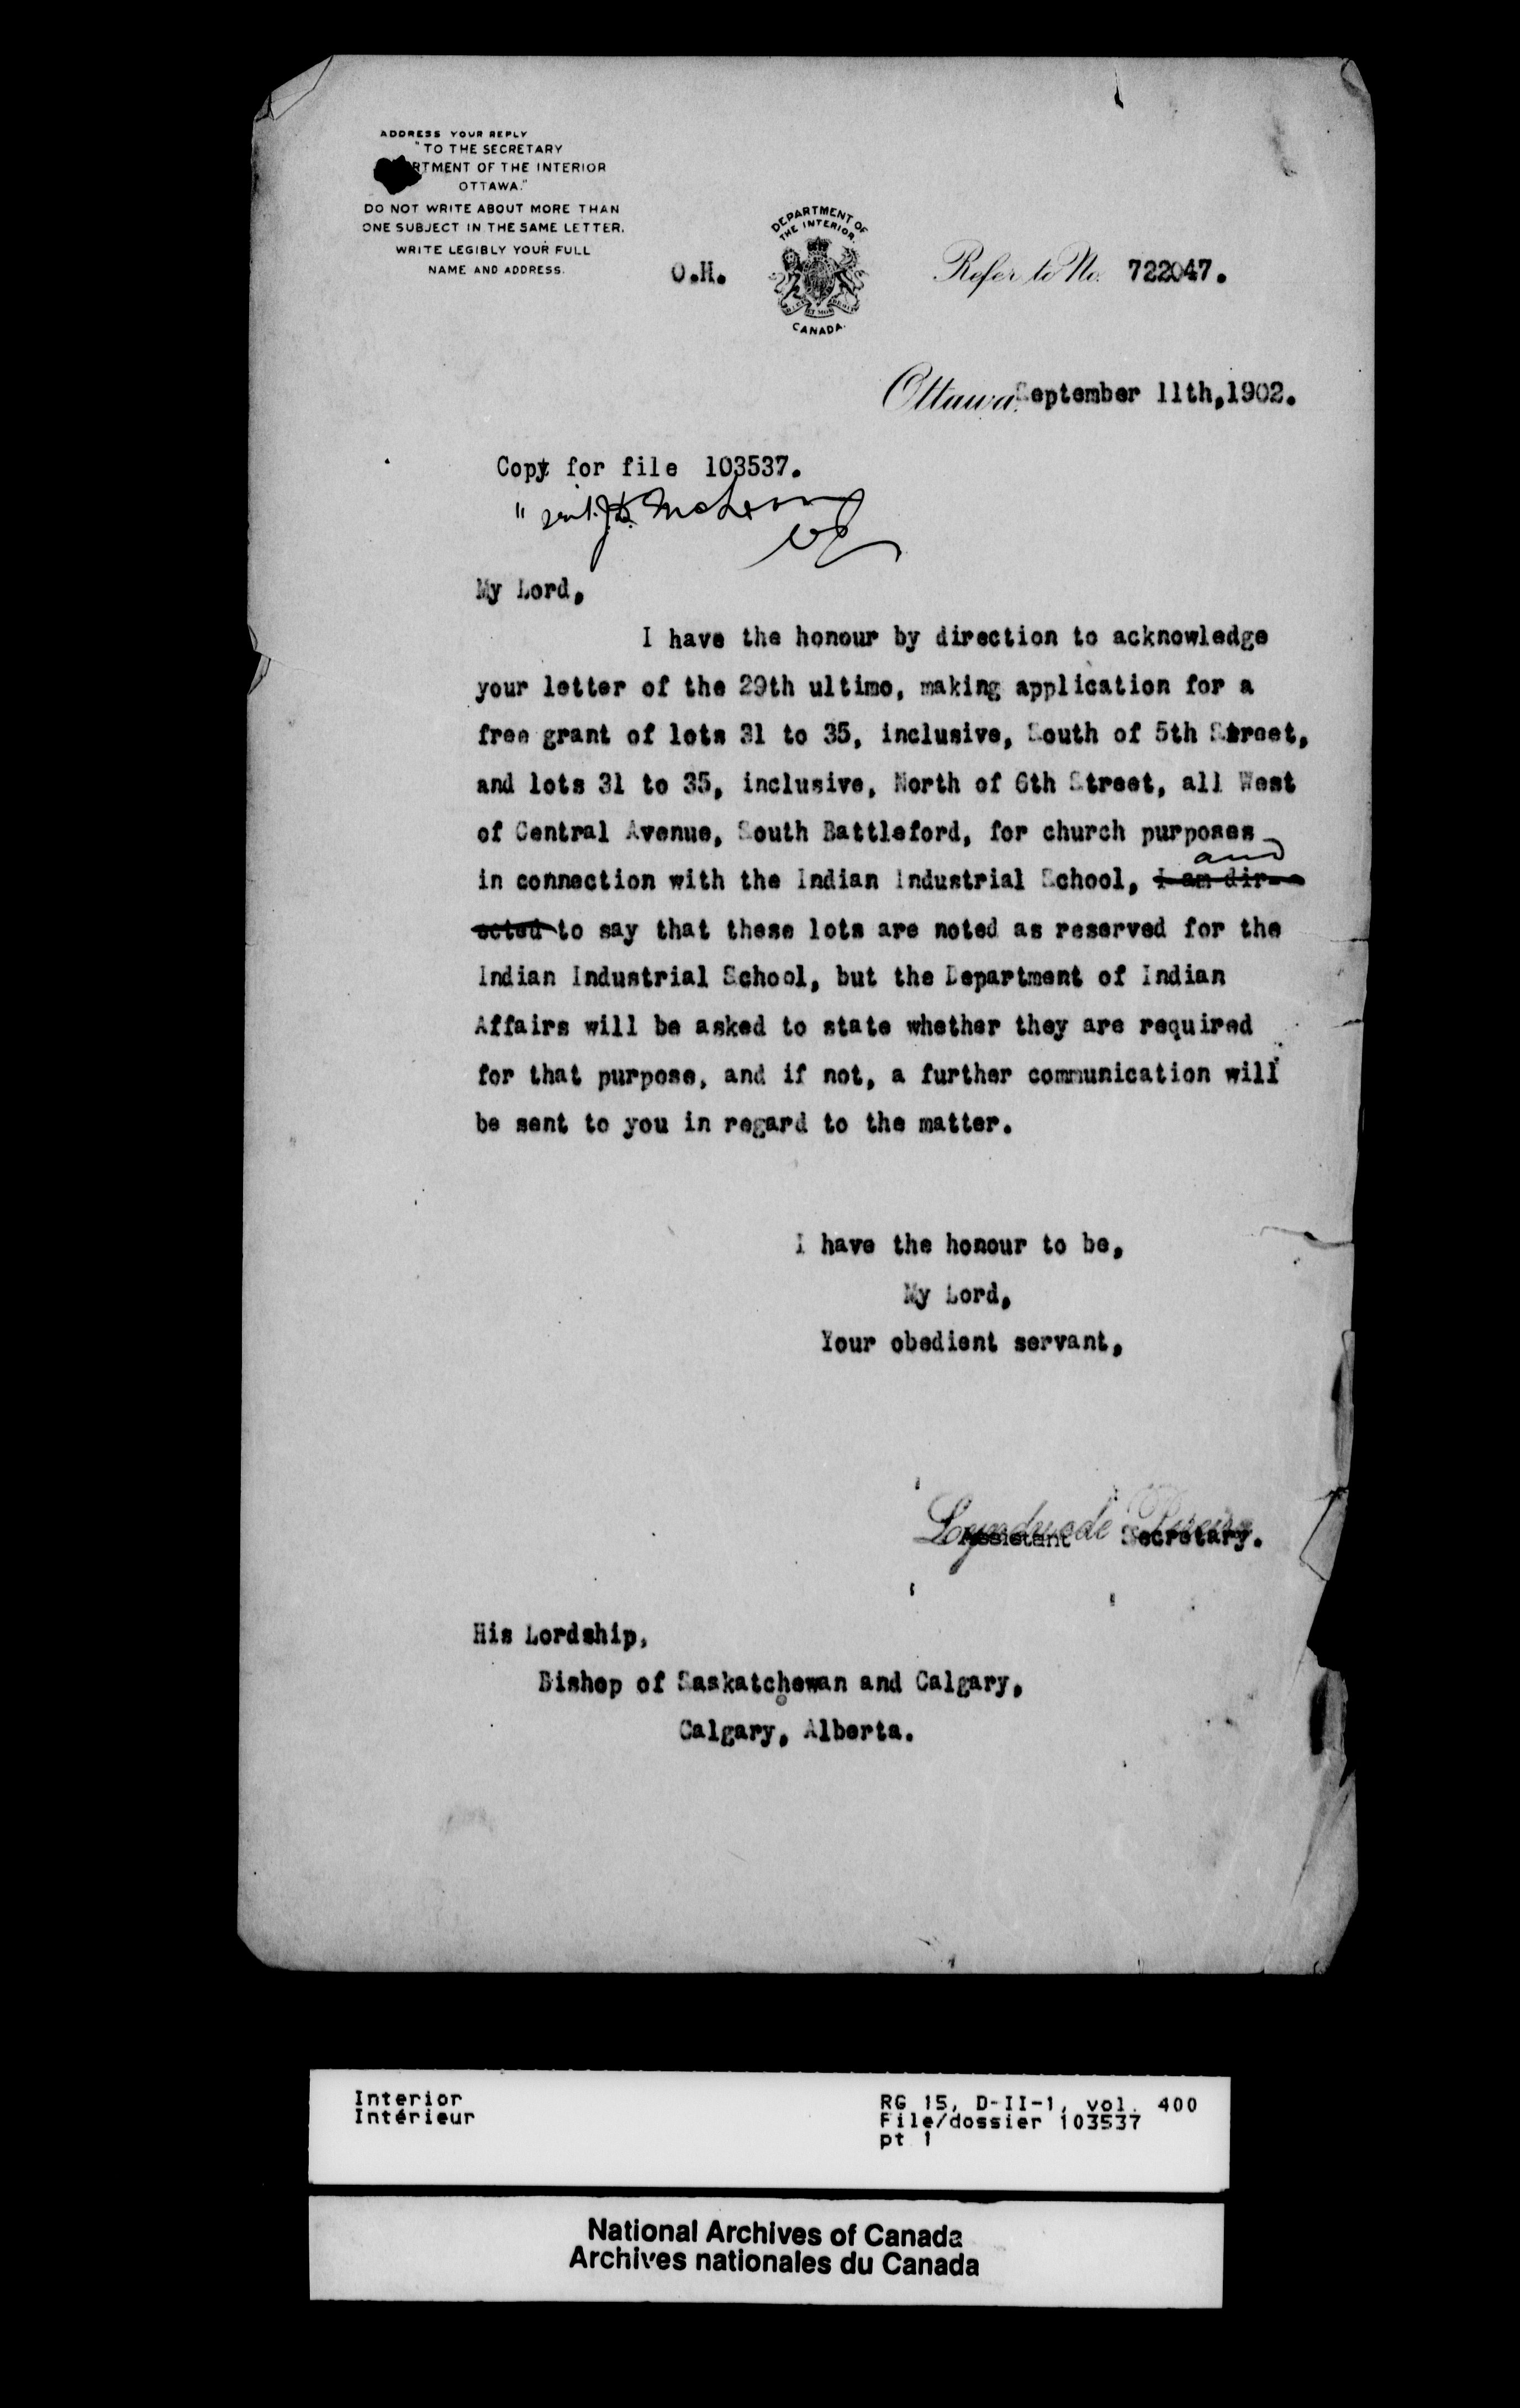 ADDRESS YOUR REPLY
"TO THE SECRETARY
RTMENT OF THE INTERIOR
OTTAWA."
DO NOT WRITE ABOUT MORE THAN
ONE SUBJECT IN THE SAME LETTER.
WRITE LEGIBLY YOUR FULL
NAME AND ADDRESS.
O.H.
DEPARTMENT OF
THE INTERIOR.
CANADA.
Refer to No. 722047.
Ottawa, September 11th, 1902.
Copy for file 103537.
"
My Lord,
I have the honour by direction to acknowledge
your letter of the 29th ultimo, making application for a
free grant of lots 31 to 35, inclusive, South of 5th Street,
and lots 31 to 35, inclusive, North of 6th Street, all West
of Central Avenue, South Battleford, for church purposes
and
in connection with the Indian Industrial School, I am dir-
ected to say that these lots are noted as reserved for the
Indian Industrial School, but the Department of Indian
Affairs will be asked to state whether they are required
for that purpose, and if not, a further communication will
be sent to you in regard to the matter.
I have the honour to be,
My Lord,
Your obedient servant,
Lyndwode Pereira
Assistant Secretary.
His Lordship,
Bishop of Saskatchewan and Calgary,
Calgary, Alberta.
Interior
Intérieur
RG 15, D-II-1, vol. 400
File/dossier 103537
pt 1
National Archives of Canada
Archives nationales du Canada